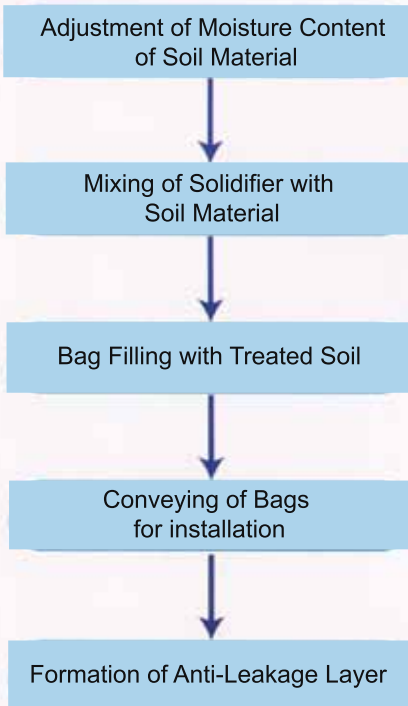 Adjustment of Moisture Content
of Soil Material
Mixing of Solidifier with
Soil Material
Bag Filling with Treated Soil
Conveying of Bags
for installation
Formation of Anti-Leakage Layer